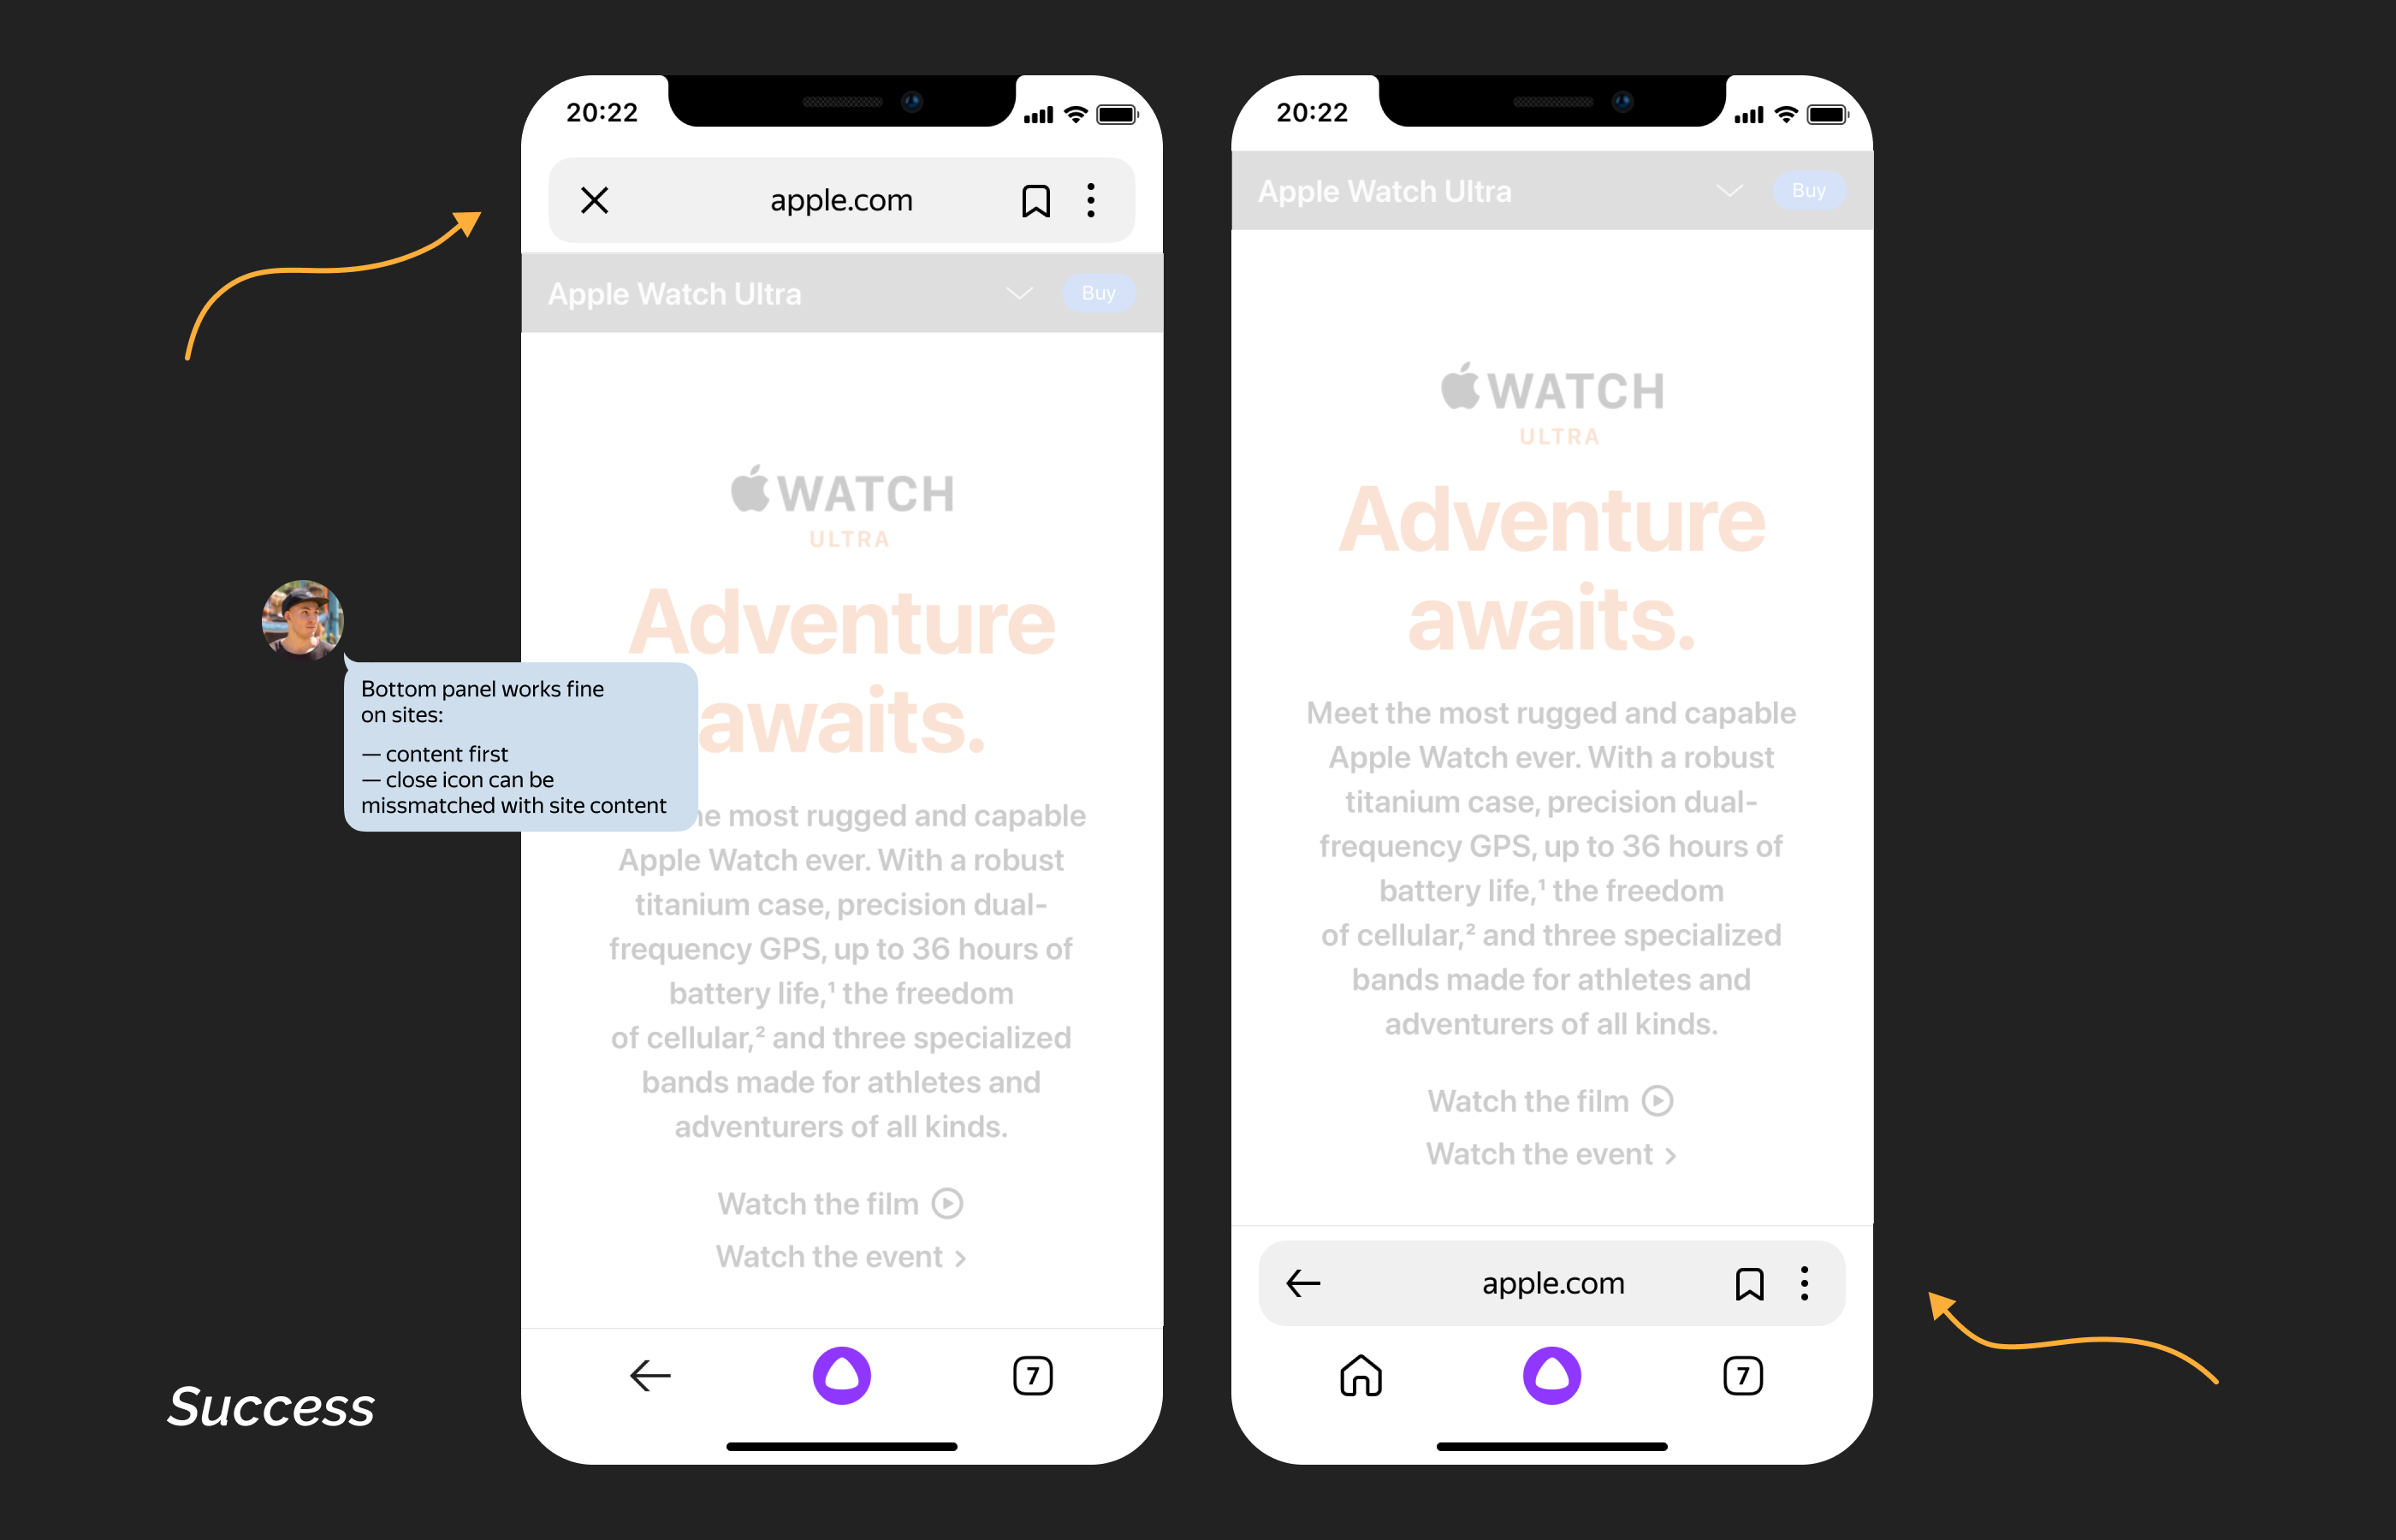 20:22
apple.com
Apple Watch Ultra
Buy
WATCH
ULTRA
Adventure
awaits.
he most rugged and capable
Apple Watch ever. With a robust
titanium case, precision dual-
frequency GPS, up to 36 hours of
battery life,¹ the freedom
of cellular,² and three specialized
bands made for athletes and
adventurers of all kinds.
Watch the film
Watch the event
7
Bottom panel works fine
on sites:
— content first
— close icon can be
missmatched with site content
Success
20:22
Apple Watch Ultra
Buy
WATCH
ULTRA
Adventure
awaits.
Meet the most rugged and capable
Apple Watch ever. With a robust
titanium case, precision dual-
frequency GPS, up to 36 hours of
battery life,¹ the freedom
of cellular,² and three specialized
bands made for athletes and
adventurers of all kinds.
Watch the film
Watch the event
apple.com
7